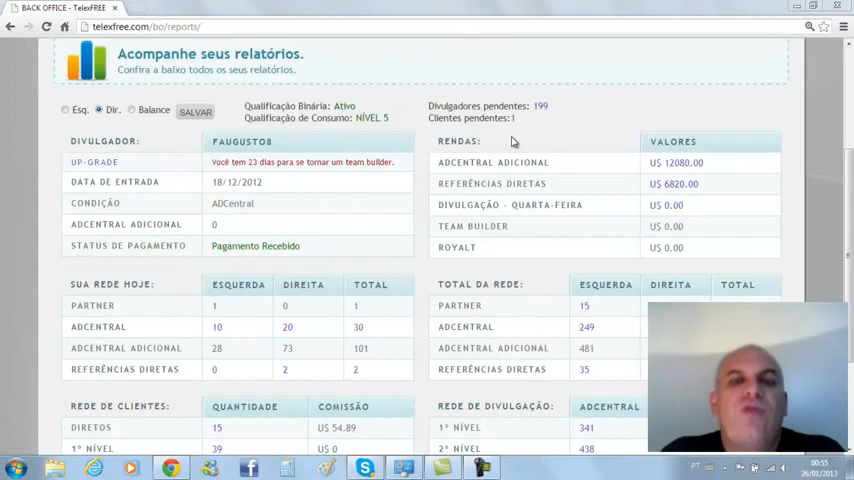 BACK OFFICE - TelexFREE
telexfree.com/bo/reports/
Acompanhe seus relatórios.
Confira a baixo todos os seus relatórios.
Esq. Dir. Balance SALVAR
Qualificação Binária: Ativo
Qualificação de Consumo: NÍVEL 5
Divulgadores pendentes: 199
Clientes pendentes:1
DIVULGADOR: FAUGUSTO8
UP-GRADE Você tem 23 dias para se tornar um team builder.
DATA DE ENTRADA 18/12/2012
CONDIÇÃO ADCentral
ADCENTRAL ADICIONAL 0
STATUS DE PAGAMENTO Pagamento Recebido
RENDAS: VALORES
ADCENTRAL ADICIONAL U$ 12080.00
REFERÊNCIAS DIRETAS U$ 6820.00
DIVULGAÇÃO - QUARTA-FEIRA U$ 0.00
TEAM BUILDER U$ 0.00
ROYALT U$ 0.00
SUA REDE HOJE: ESQUERDA DIREITA TOTAL
PARTNER 1 0 1
ADCENTRAL 10 20 30
ADCENTRAL ADICIONAL 28 73 101
REFERÊNCIAS DIRETAS 0 2 2
TOTAL DA REDE: ESQUERDA DIREITA TOTAL
PARTNER 15
ADCENTRAL 249
ADCENTRAL ADICIONAL 481
REFERÊNCIAS DIRETAS 35
REDE DE CLIENTES: QUANTIDADE COMISSÃO
DIRETOS 15 U$ 54.89
1º NÍVEL 39 U$ 0
REDE DE DIVULGAÇÃO: ADCENTRAL
1º NÍVEL 341
2º NÍVEL 438
PT
00:55
26/01/2013